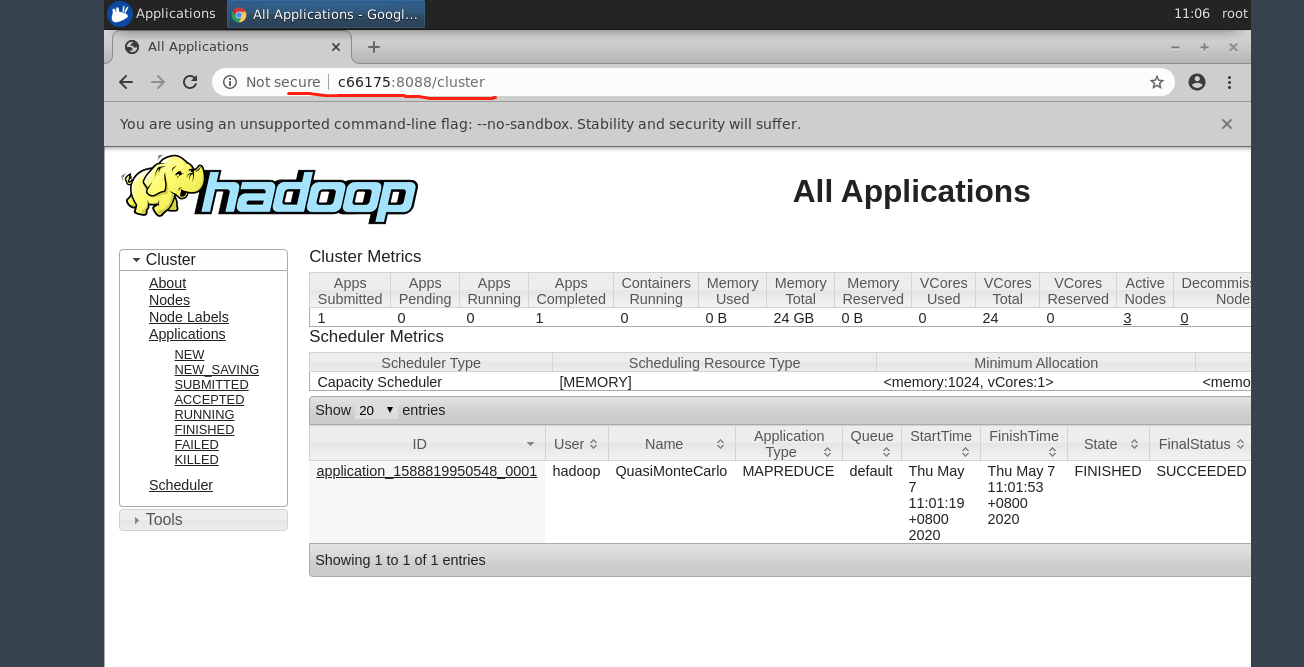 Applications All Applications - Googl... 11:06 root
All Applications
Not secure c66175:8088/cluster
You are using an unsupported command-line flag: --no-sandbox. Stability and security will suffer.
hadoop
All Applications
Cluster
About
Nodes
Node Labels
Applications
NEW
NEW_SAVING
SUBMITTED
ACCEPTED
RUNNING
FINISHED
FAILED
KILLED
Scheduler
Tools
Cluster Metrics
Apps Submitted Apps Pending Apps Running Apps Completed Containers Running Memory Used Memory Total Memory Reserved VCores Used VCores Total VCores Reserved Active Nodes Decommiss Node
1 0 0 1 0 0 B 24 GB 0 B 0 24 0 3 0
Scheduler Metrics
Scheduler Type Scheduling Resource Type Minimum Allocation
Capacity Scheduler [MEMORY] <memory:1024, vCores:1> <memo
Show 20 entries
ID User Name Application Type Queue StartTime FinishTime State FinalStatus
application_1588819950548_0001 hadoop QuasiMonteCarlo MAPREDUCE default Thu May 7 11:01:19 +0800 2020 Thu May 7 11:01:53 +0800 2020 FINISHED SUCCEEDED
Showing 1 to 1 of 1 entries